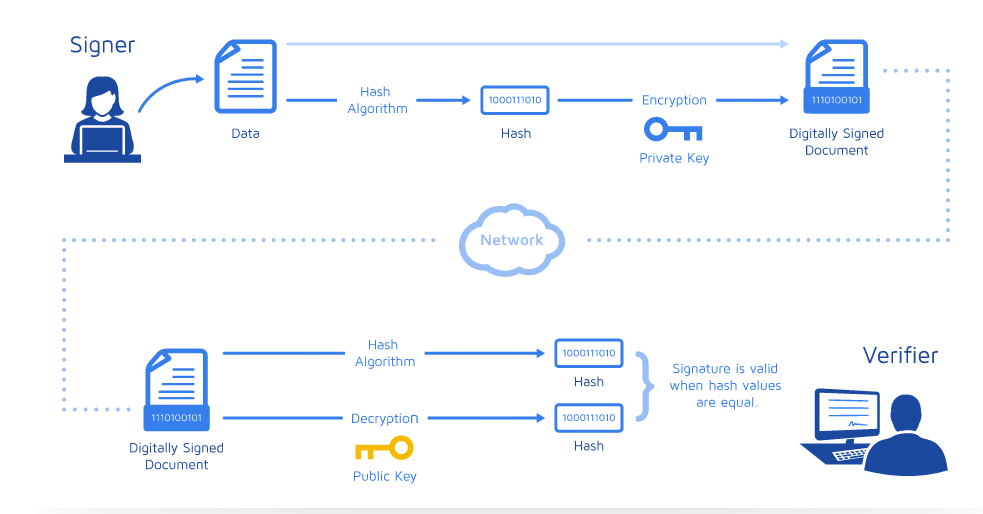 Signer
Hash
Algorithm
1000111010
Encryption
1110100101
Data
Hash
Private Key
Digitally Signed
Document
Network
Hash
Algorithm
1000111010
Hash
Signature is valid
when hash values
are equal.
Verifier
1110100101
Decryption
1000111010
Hash
Digitally Signed
Document
Public Key